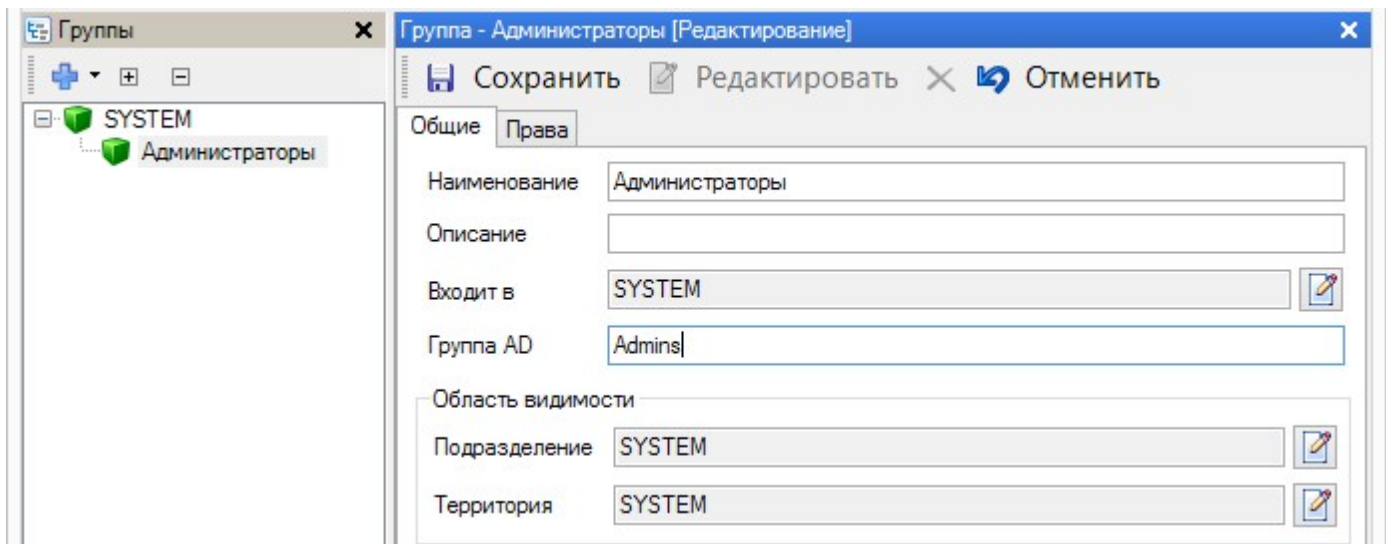 Группы
Группа - Администраторы [Редактирование]
Сохранить Редактировать Отменить
SYSTEM
Администраторы
Общие Права
Наименование Администраторы
Описание
Входит в SYSTEM
Группа AD Admins
Область видимости
Подразделение SYSTEM
Территория SYSTEM